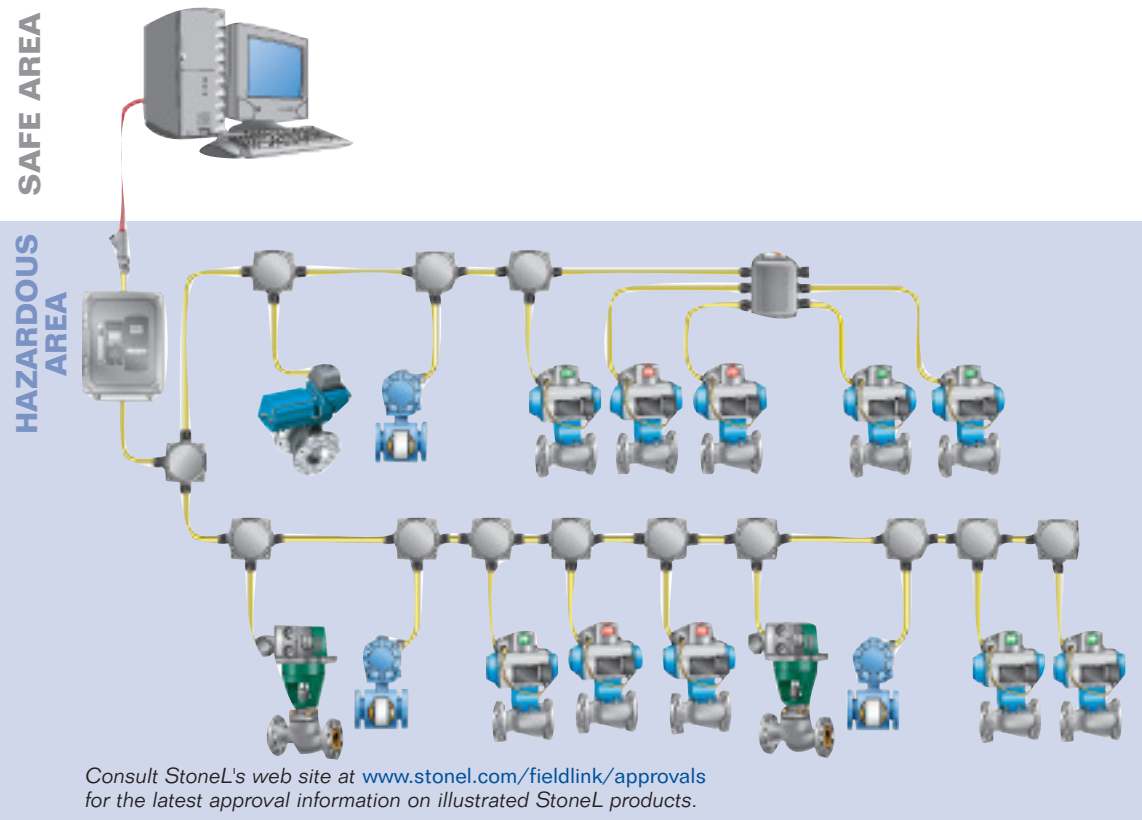 SAFE AREA
HAZARDOUS
AREA
Consult StoneL's web site at www.stonel.com/fieldlink/approvals
for the latest approval information on illustrated StoneL products.